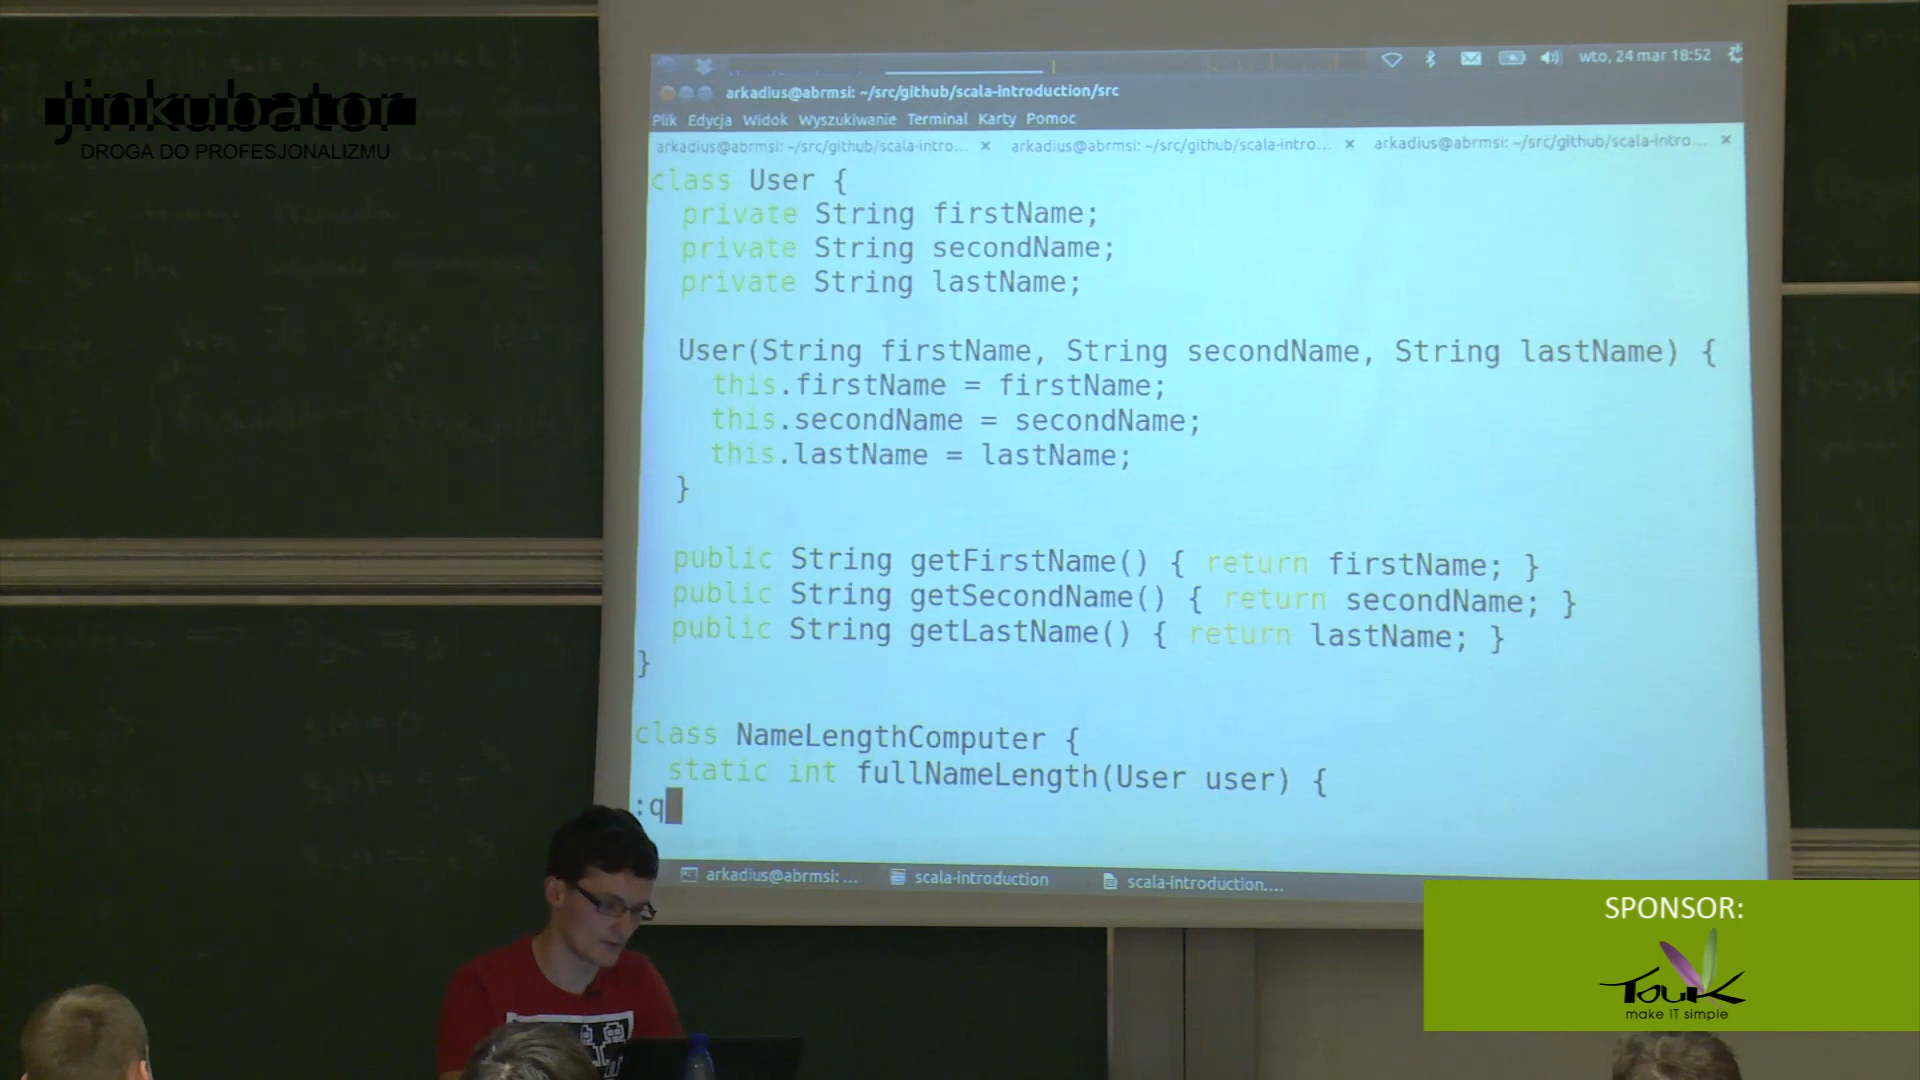 Jinkubator
DROGA DO PROFESJONALIZMU
wto, 24 mar 18:52
arkadius@abrmsi: ~/src/github/scala-introduction/src
Plik Edycja Widok Wyszukiwanie Terminal Karty Pomoc
arkadius@abrmsi: ~/src/github/scala-intro... × arkadius@abrmsi: ~/src/github/scala-intro... × arkadius@abrmsi: ~/src/github/scala-intro... ×
class User {
private String firstName;
private String secondName;
private String lastName;
User(String firstName, String secondName, String lastName) {
this.firstName = firstName;
this.secondName = secondName;
this.lastName = lastName;
}
public String getFirstName() { return firstName; }
public String getSecondName() { return secondName; }
public String getLastName() { return lastName; }
}
class NameLengthComputer {
static int fullNameLength(User user) {
:q
arkadius@abrmsi: ... scala-introduction scala-introduction....
SPONSOR:
Touk
make IT simple